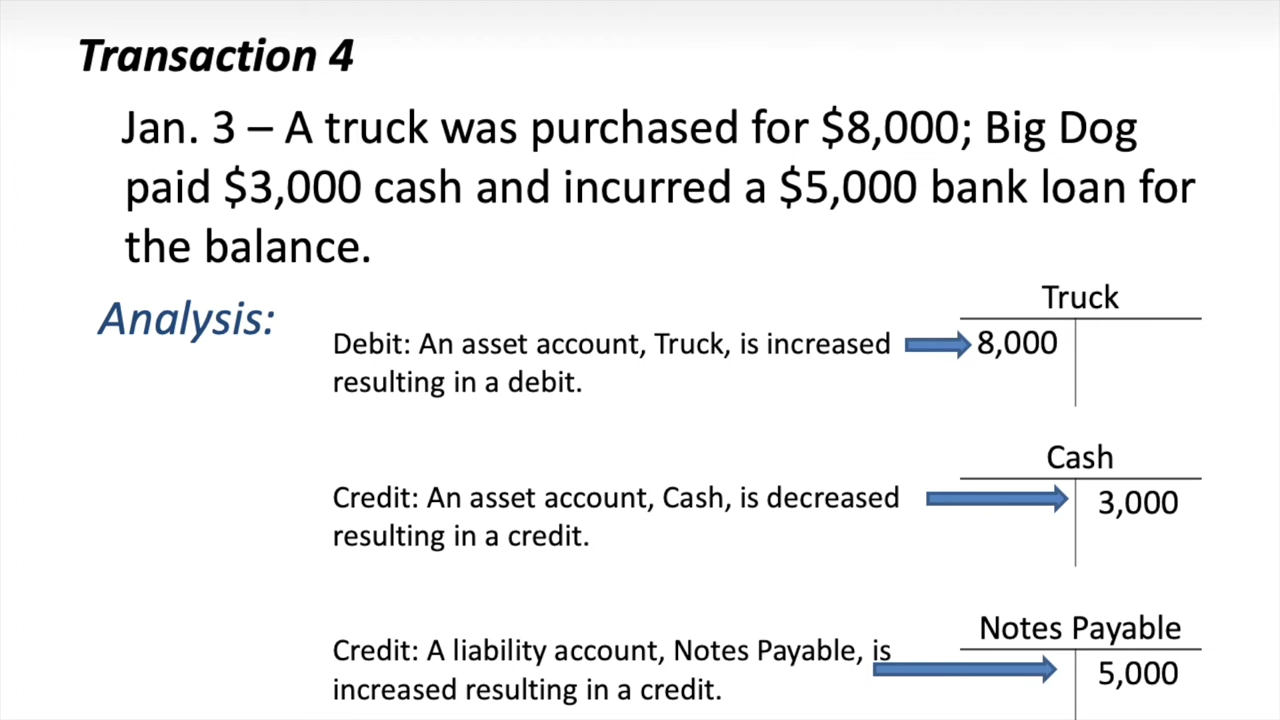 Transaction 4
Jan. 3 – A truck was purchased for $8,000; Big Dog
paid $3,000 cash and incurred a $5,000 bank loan for
the balance.
Analysis:
Truck
Debit: An asset account, Truck, is increased
8,000
resulting in a debit.
Cash
Credit: An asset account, Cash, is decreased
3,000
resulting in a credit.
Notes Payable
Credit: A liability account, Notes Payable, is
5,000
increased resulting in a credit.